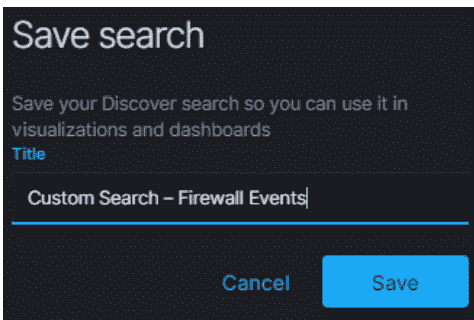 Save search
Save your Discover search so you can use it in
visualizations and dashboards
Title
Custom Search – Firewall Events
Cancel
Save